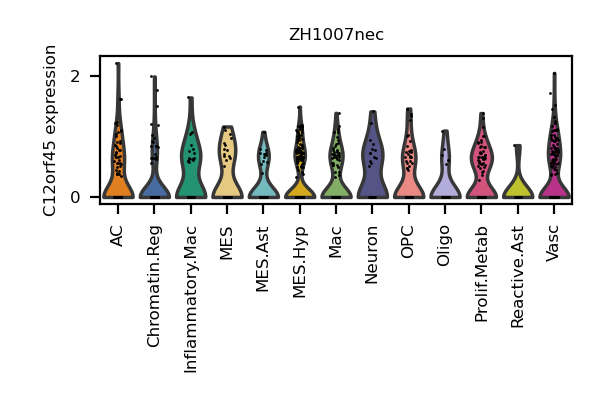 ZH1007nec
C12orf45 expression
2
0
AC
Chromatin.Reg
Inflammatory.Mac
MES
MES.Ast
MES.Hyp
Mac
Neuron
OPC
Oligo
Prolif.Metab
Reactive.Ast
Vasc